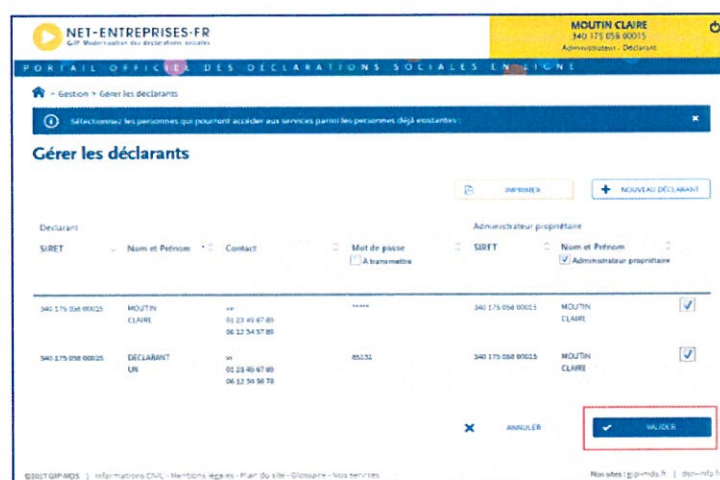 NET-ENTREPRISES·FR
GIP Modernisation des déclarations sociales
MOUTIN CLAIRE
340 175 058 00015
Administrateur - Déclarant
PORTAIL OFFICIEL DES DÉCLARATIONS SOCIALES EN LIGNE
> Gestion > Gérer les déclarants
Sélectionnez les personnes qui pourront accéder aux services parmi les personnes déjà existantes :
Gérer les déclarants
IMPRIMER
NOUVEAU DÉCLARANT
Déclarant Administrateur propriétaire
SIRET Nom et Prénom Contact Mot de passe SIRET Nom et Prénom
A transmettre Administrateur propriétaire
340 175 058 00015 MOUTIN ***** 340 175 058 00015 MOUTIN
CLAIRE 01 23 45 67 89 CLAIRE
06 12 34 57 89
340 175 058 00015 DECLARANT 340 175 058 00015 MOUTIN
UN 01 23 45 67 89 CLAIRE
06 12 34 56 78
ANNULER VALIDER
©2017 GIP-MDS | Informations CNIL - Mentions légales - Plan du site - Glossaire - Nos services
Nos sites : gip-mds.fr | dsn-info.fr